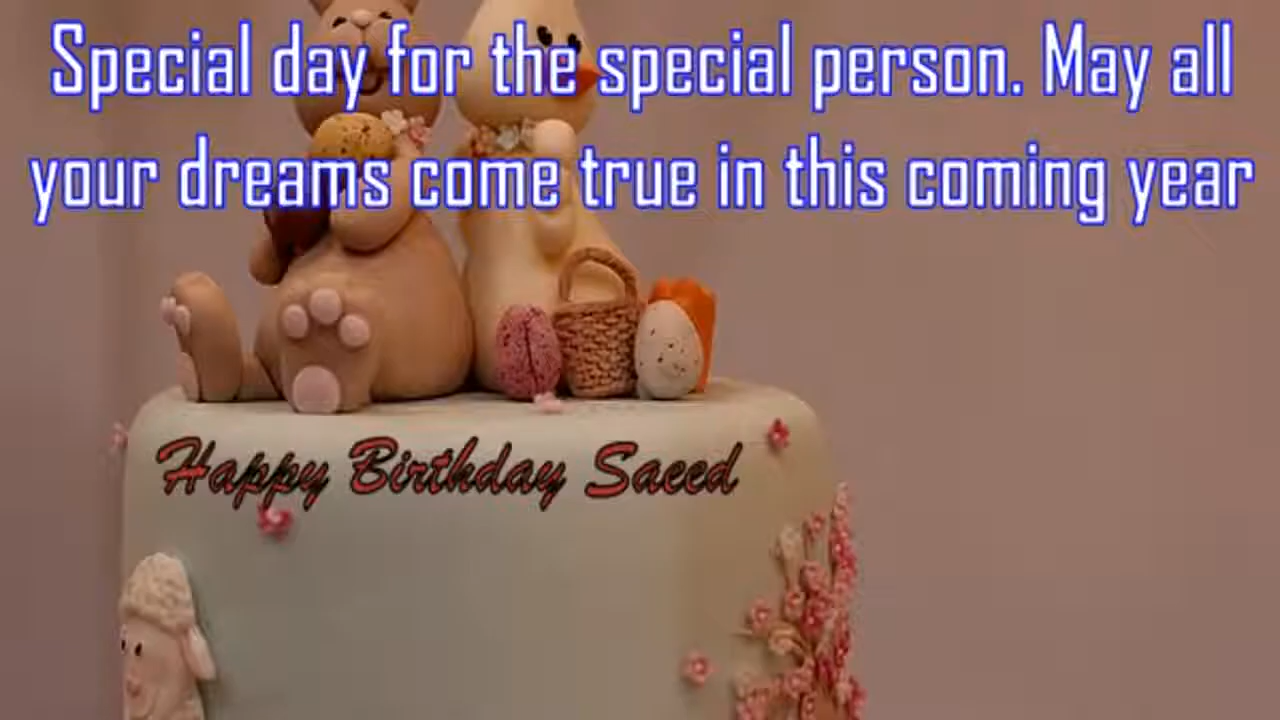 Special day for the special person. May all
your dreams come true in this coming year
Happy Birthday Saeed